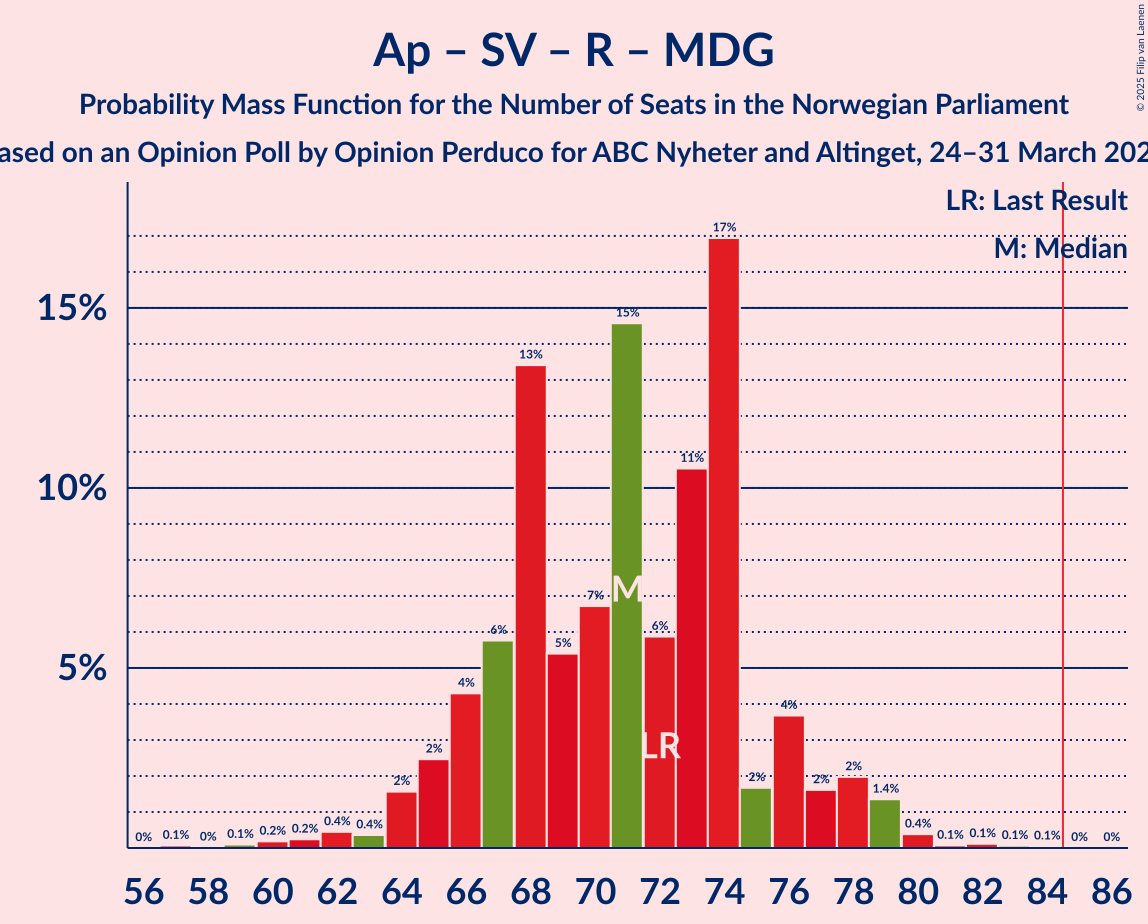 Ap – SV – R – MDG
© 2025 Filip van Laenen
Probability Mass Function for the Number of Seats in the Norwegian Parliament
ased on an Opinion Poll by Opinion Perduco for ABC Nyheter and Altinget, 24–31 March 202
LR: Last Result
M: Median
17%
15%
15%
13%
11%
10%
7%
M
6%
6%
5%
5%
4%
LR
4%
2%
2%
2%
2%
2%
1.4%
0% 0.1% 0% 0.1% 0.2% 0.2% 0.4% 0.4% 0.4% 0.1% 0.1% 0.1% 0.1% 0% 0%
56 58 60 62 64 66 68 70 72 74 76 78 80 82 84 86